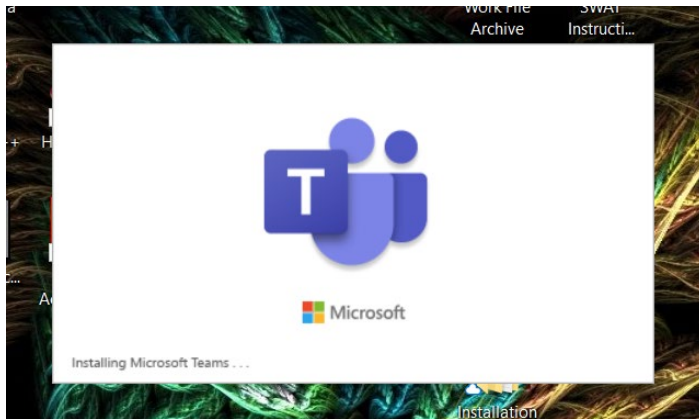 Work File
Archive
SWAT
Instructi...
T
Microsoft
Installing Microsoft Teams . . .
Installation